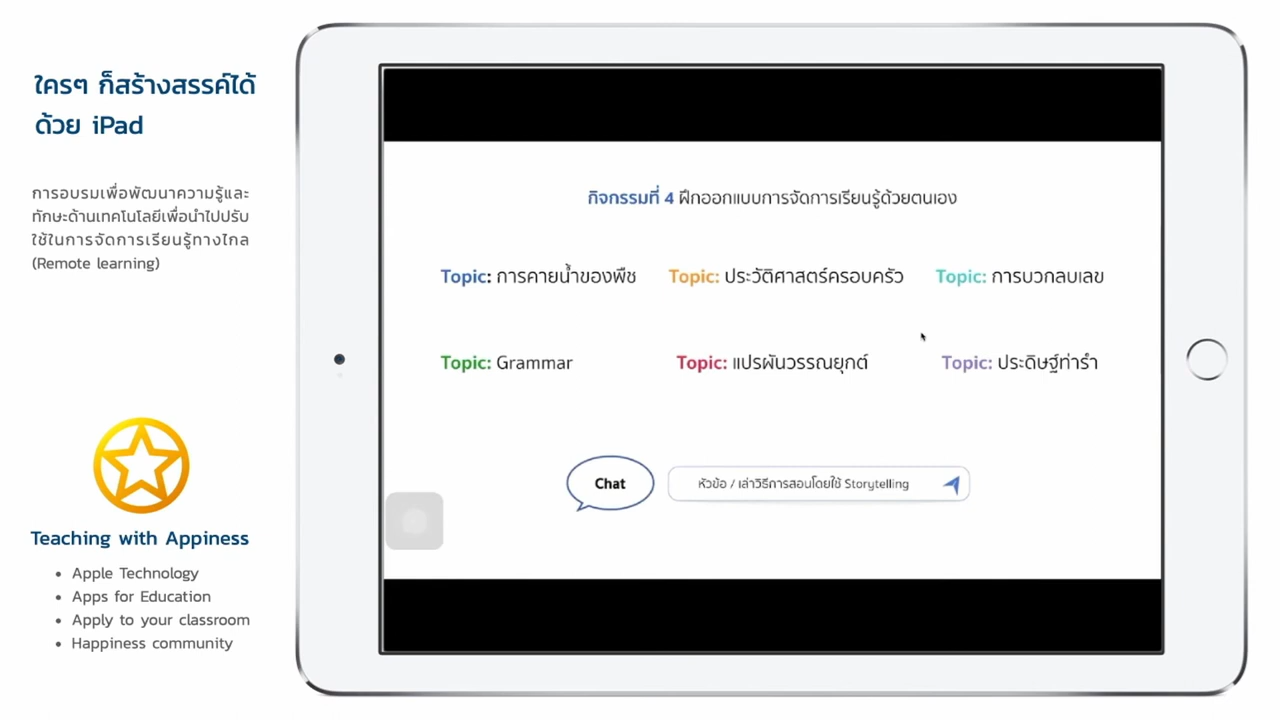 ใครๆ ก็สร้างสรรค์ได้
ด้วย iPad
การอบรมเพื่อพัฒนาความรู้และ
ทักษะด้านเทคโนโลยีเพื่อนำไปปรับ
ใช้ในการจัดการเรียนรู้ทางไกล
(Remote learning)
Teaching with Appiness
• Apple Technology
• Apps for Education
• Apply to your classroom
• Happiness community
กิจกรรมที่ 4 ฝึกออกแบบการจัดการเรียนรู้ด้วยตนเอง
Topic: การคายน้ำของพืช
Topic: ประวัติศาสตร์ครอบครัว
Topic: การบวกลบเลข
Topic: Grammar
Topic: แปรผันวรรณยุกต์
Topic: ประดิษฐ์ท่ารำ
Chat
หัวข้อ / เล่าวิธีการสอนโดยใช้ Storytelling